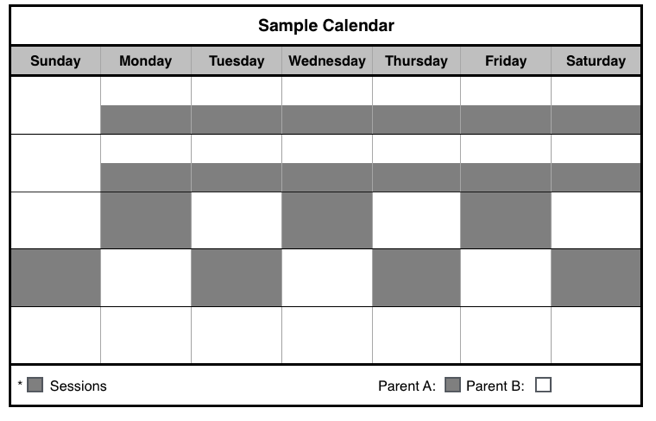 Sample Calendar
Sunday Monday Tuesday Wednesday Thursday Friday Saturday
* Sessions Parent A: Parent B: